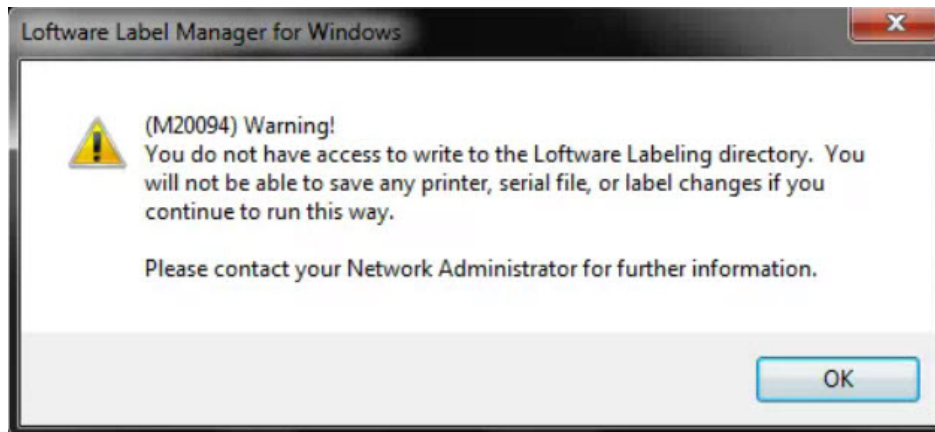 Loftware Label Manager for Windows
(M20094) Warning!
You do not have access to write to the Loftware Labeling directory.  You
will not be able to save any printer, serial file, or label changes if you
continue to run this way.
Please contact your Network Administrator for further information.
OK